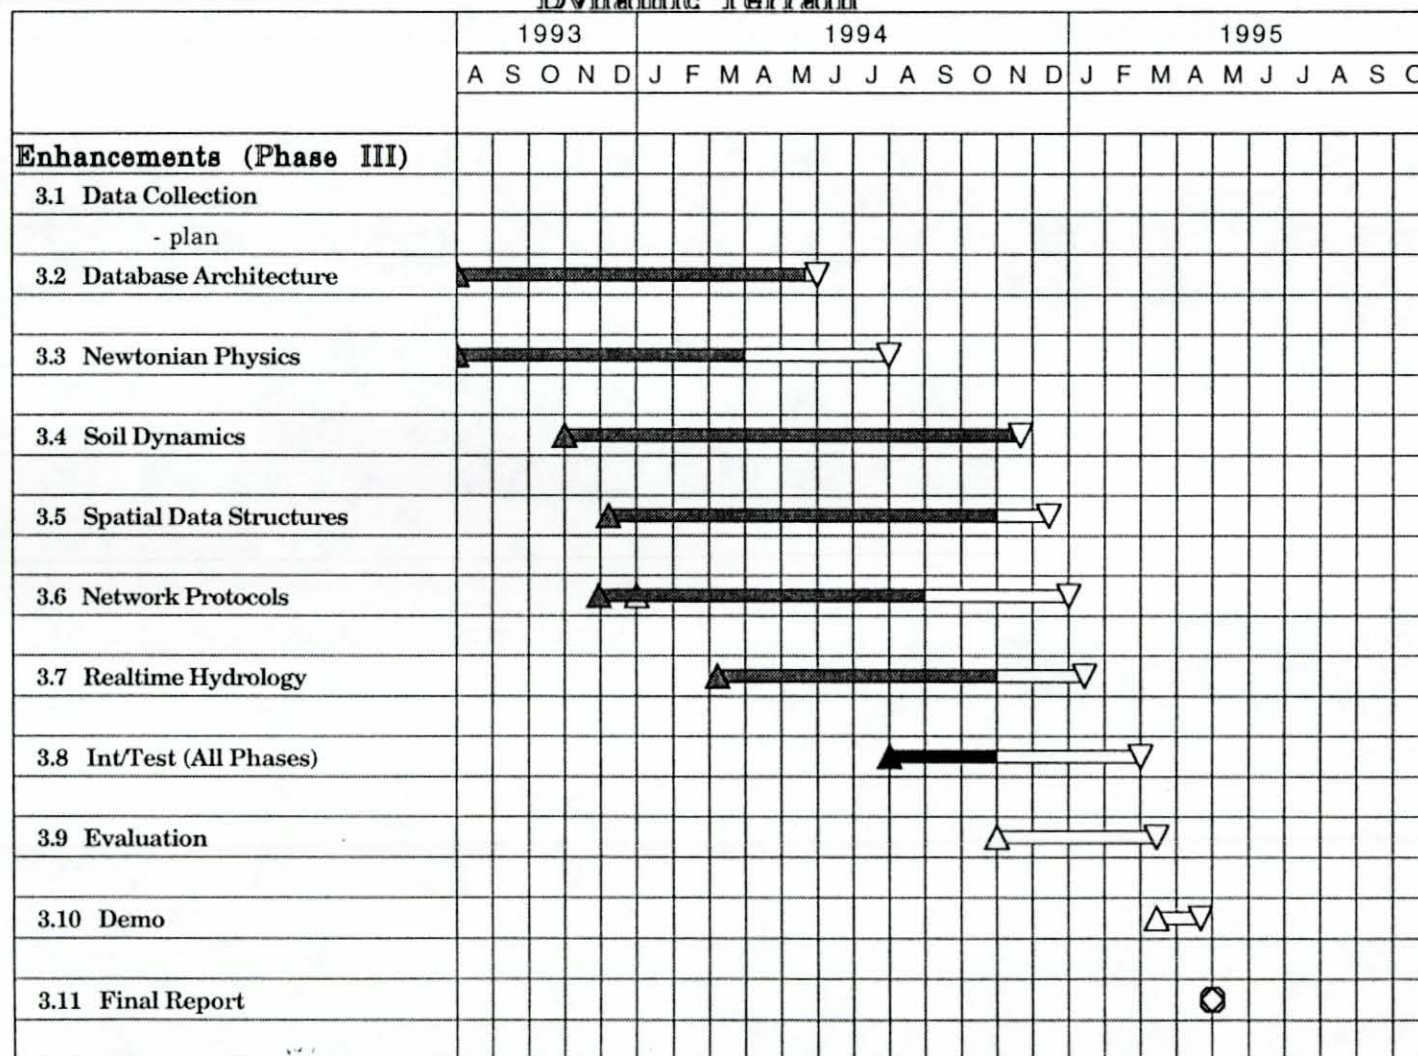 Dynamic Terrain
1993 1994 1995
A S O N D J F M A M J J A S O N D J F M A M J J A S O
Enhancements (Phase III)
3.1 Data Collection
- plan
3.2 Database Architecture
3.3 Newtonian Physics
3.4 Soil Dynamics
3.5 Spatial Data Structures
3.6 Network Protocols
3.7 Realtime Hydrology
3.8 Int/Test (All Phases)
3.9 Evaluation
3.10 Demo
3.11 Final Report